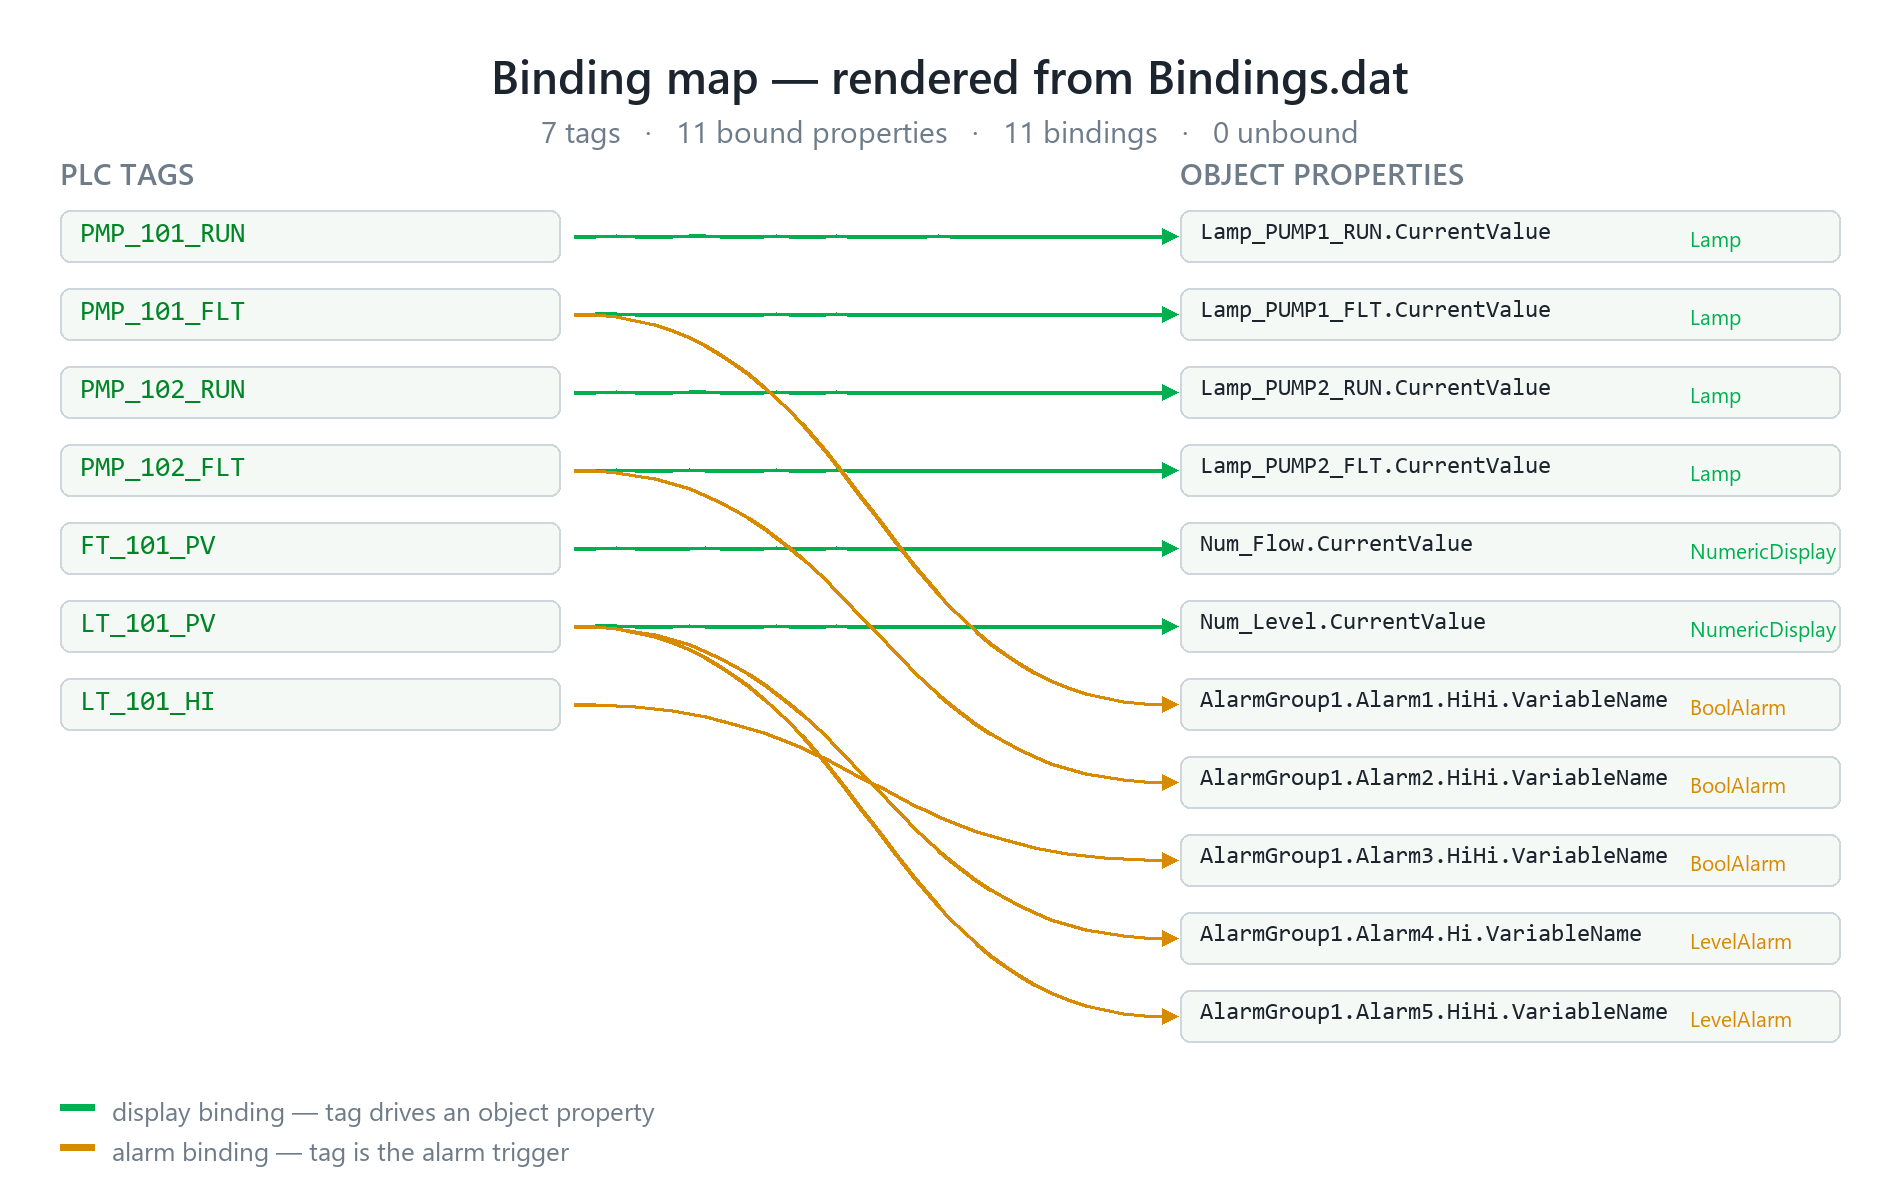 Binding map — rendered from Bindings.dat
7 tags · 11 bound properties · 11 bindings · 0 unbound
PLC TAGS
PMP_101_RUN
PMP_101_FLT
PMP_102_RUN
PMP_102_FLT
FT_101_PV
LT_101_PV
LT_101_HI
OBJECT PROPERTIES
Lamp_PUMP1_RUN.CurrentValue Lamp
Lamp_PUMP1_FLT.CurrentValue Lamp
Lamp_PUMP2_RUN.CurrentValue Lamp
Lamp_PUMP2_FLT.CurrentValue Lamp
Num_Flow.CurrentValue NumericDisplay
Num_Level.CurrentValue NumericDisplay
AlarmGroup1.Alarm1.HiHi.VariableName BoolAlarm
AlarmGroup1.Alarm2.HiHi.VariableName BoolAlarm
AlarmGroup1.Alarm3.HiHi.VariableName BoolAlarm
AlarmGroup1.Alarm4.Hi.VariableName LevelAlarm
AlarmGroup1.Alarm5.HiHi.VariableName LevelAlarm
display binding — tag drives an object property
alarm binding — tag is the alarm trigger